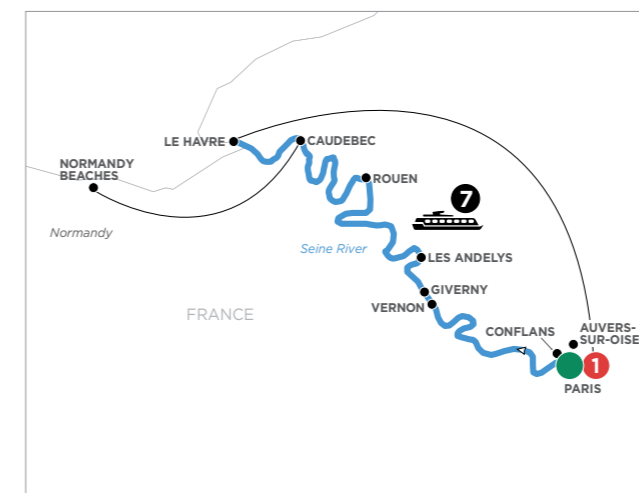 LE HAVRE
CAUDEBEC
NORMANDY
BEACHES
ROUEN
7
Normandy
Seine River
LES ANDELYS
GIVERNY
VERNON
FRANCE
CONFLANS
AUVERS-
SUR-OISE
1
PARIS